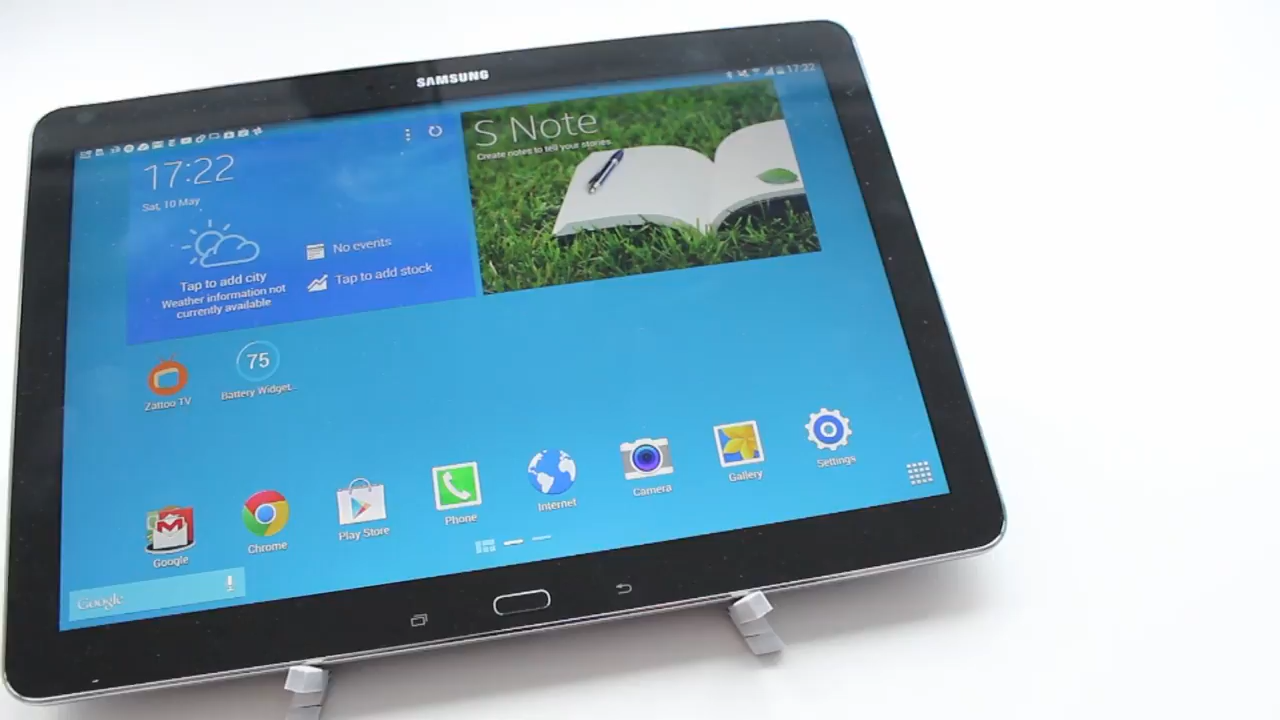 SAMSUNG
17:22
17:22
Sat, 10 May
Tap to add city
Weather information not
currently available
No events
Tap to add stock
S Note
Create notes to tell your stories.
Zattoo TV
75
Battery Widget...
Google
Chrome
Play Store
Phone
Internet
Camera
Gallery
Settings
Google